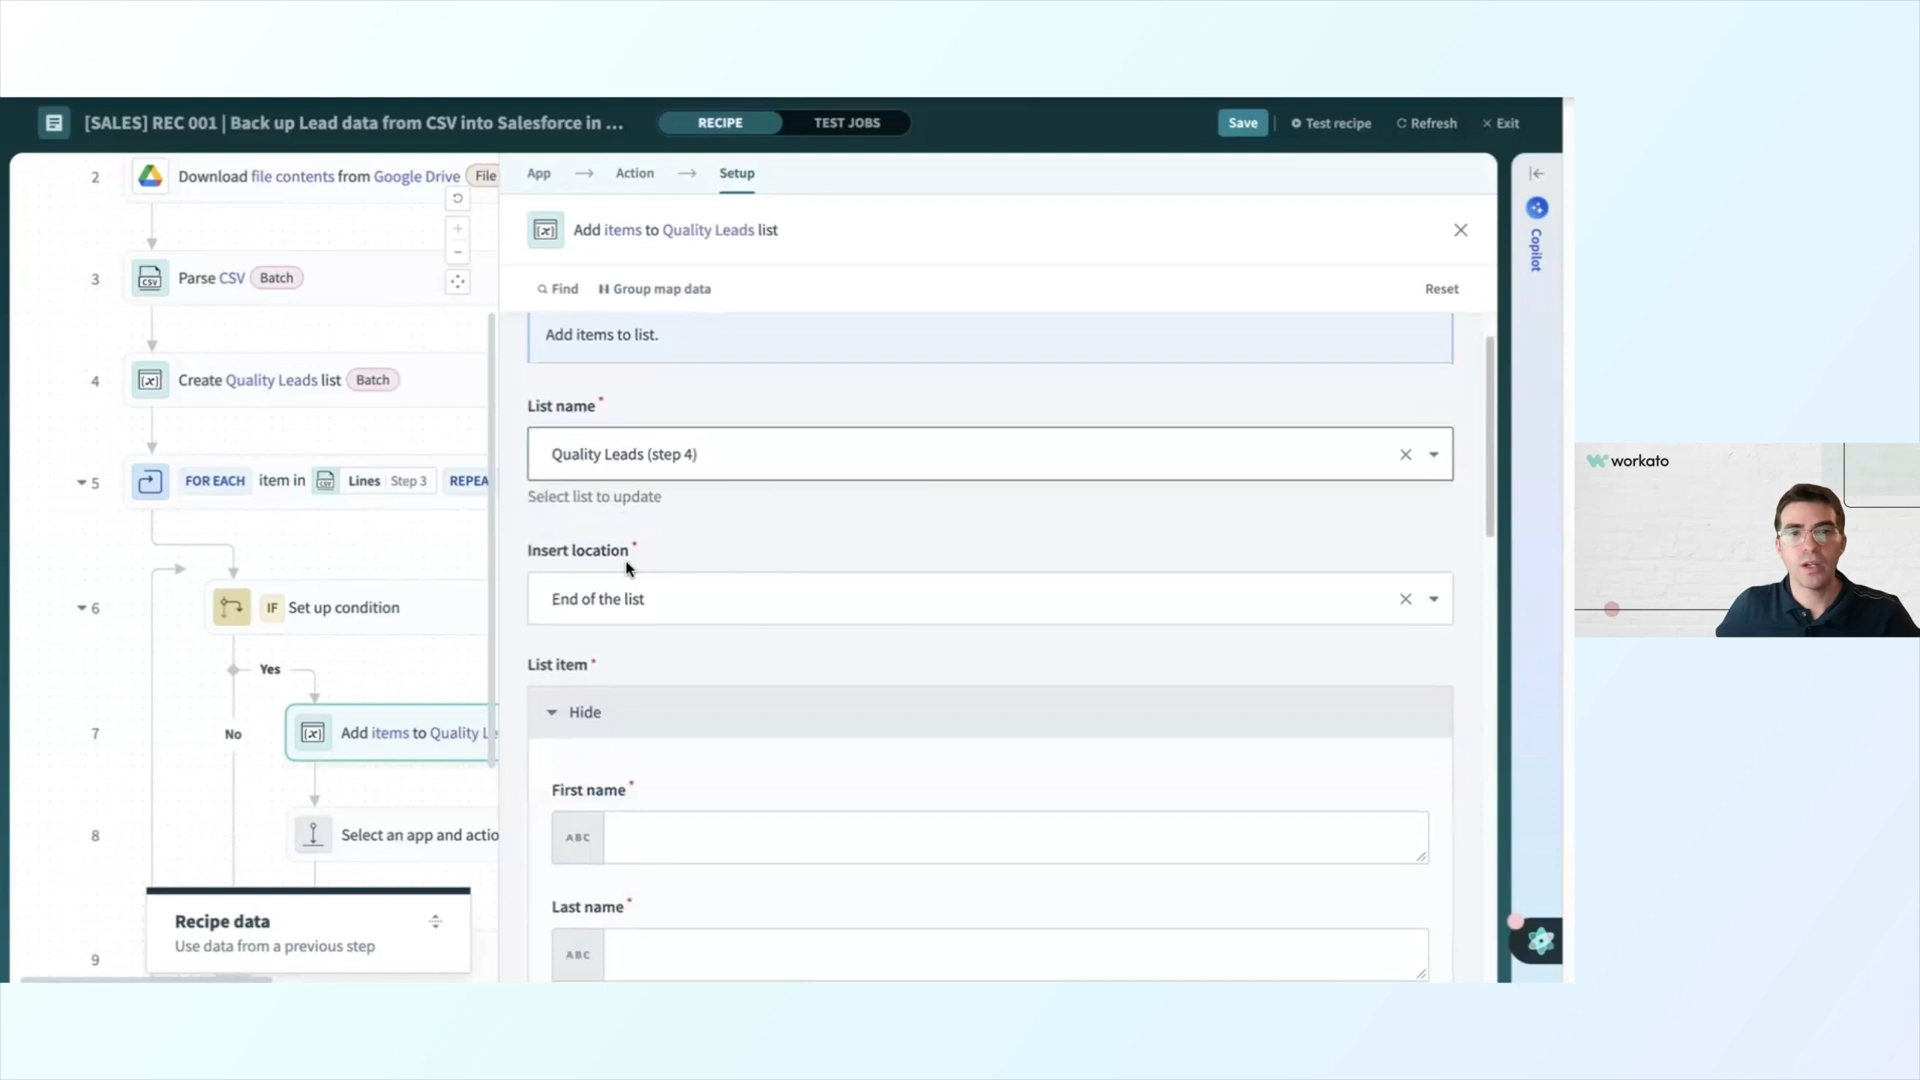 [SALES] REC 001 | Back up Lead data from CSV into Salesforce in ...
RECIPE
TEST JOBS
Save
Test recipe
Refresh
Exit
2
Download file contents from Google Drive
File
3
Parse CSV
Batch
4
Create Quality Leads list
Batch
5
FOR EACH item in Lines Step 3 REPEA
6
IF Set up condition
Yes
No
7
Add items to Quality Le
8
Select an app and actio
9
Recipe data
Use data from a previous step
App
Action
Setup
Add items to Quality Leads list
Find
Group map data
Reset
Add items to list.
List name *
Quality Leads (step 4)
Select list to update
Insert location *
End of the list
List item *
Hide
First name *
ABC
Last name *
ABC
Copilot
workato